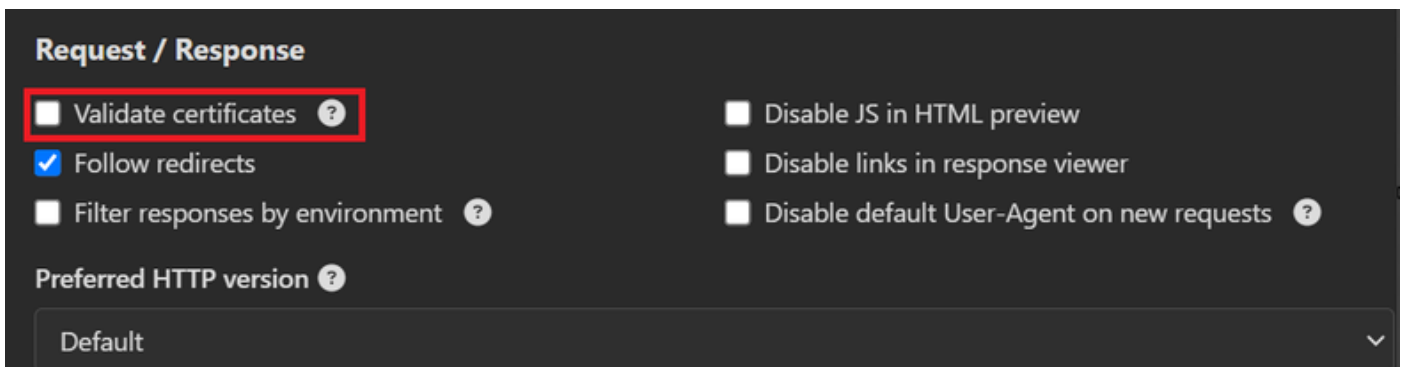 Request / Response
Validate certificates ?
Disable JS in HTML preview
Follow redirects
Disable links in response viewer
Filter responses by environment ?
Disable default User-Agent on new requests ?
Preferred HTTP version ?
Default